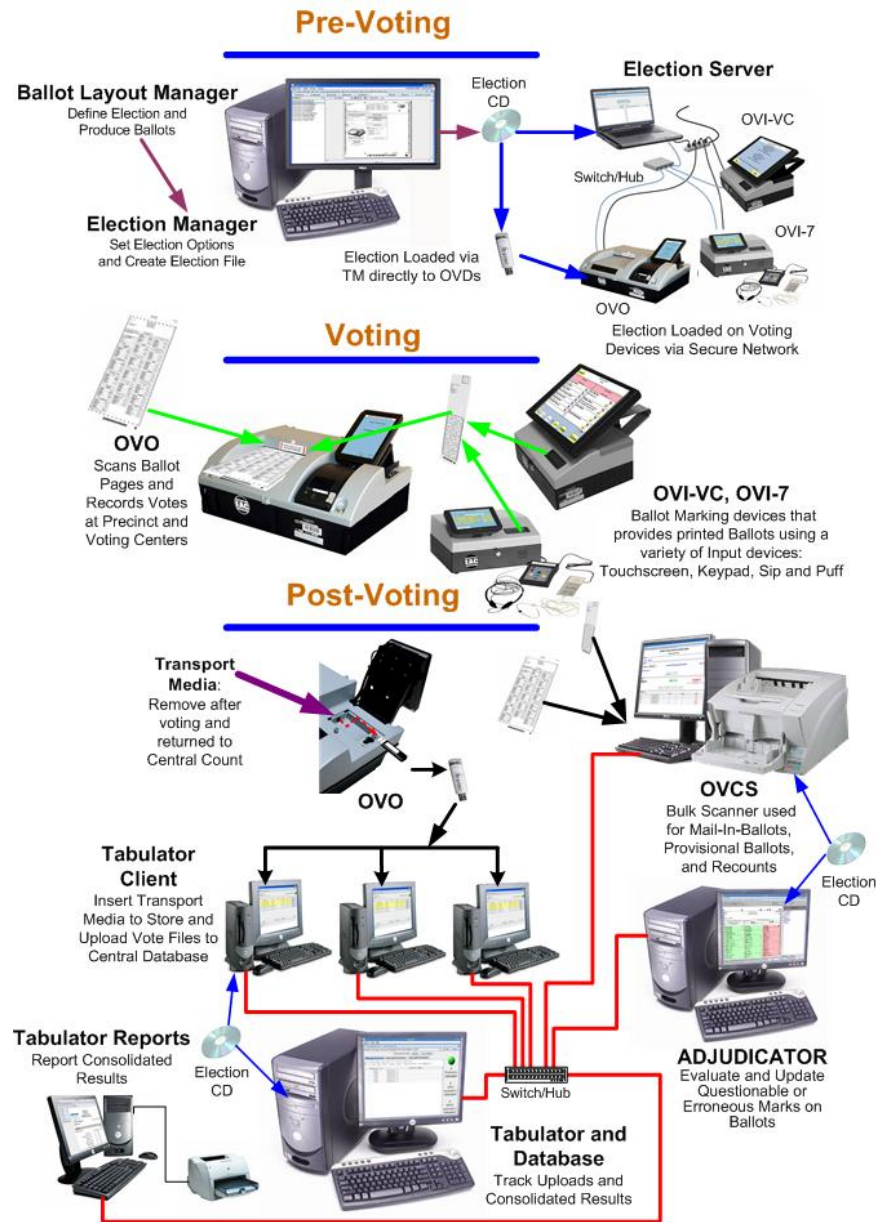 Pre-Voting
Ballot Layout Manager
Define Election and
Produce Ballots
Election Manager
Set Election Options
and Create Election File
Election
CD
Election Loaded via
TM directly to OVDs
Election Server
OVI-VC
Switch/Hub
OVI-7
OVO
Election Loaded on Voting
Devices via Secure Network
Voting
OVO
Scans Ballot
Pages and
Records Votes
at Precinct and
Voting Centers
EAC
EAC
OVI-VC, OVI-7
Ballot Marking devices that
provides printed Ballots using a
variety of Input devices:
Touchscreen, Keypad, Sip and Puff
Post-Voting
Transport
Media:
Remove after
voting and
returned to
Central Count
OVO
OVCS
Bulk Scanner used
for Mail-In-Ballots,
Provisional Ballots,
and Recounts
Election
CD
Tabulator
Client
Insert Transport
Media to Store and
Upload Vote Files to
Central Database
Tabulator Reports
Report Consolidated
Results
Election
CD
Switch/Hub
Tabulator and
Database
Track Uploads and
Consolidated Results
ADJUDICATOR
Evaluate and Update
Questionable or
Erroneous Marks on
Ballots